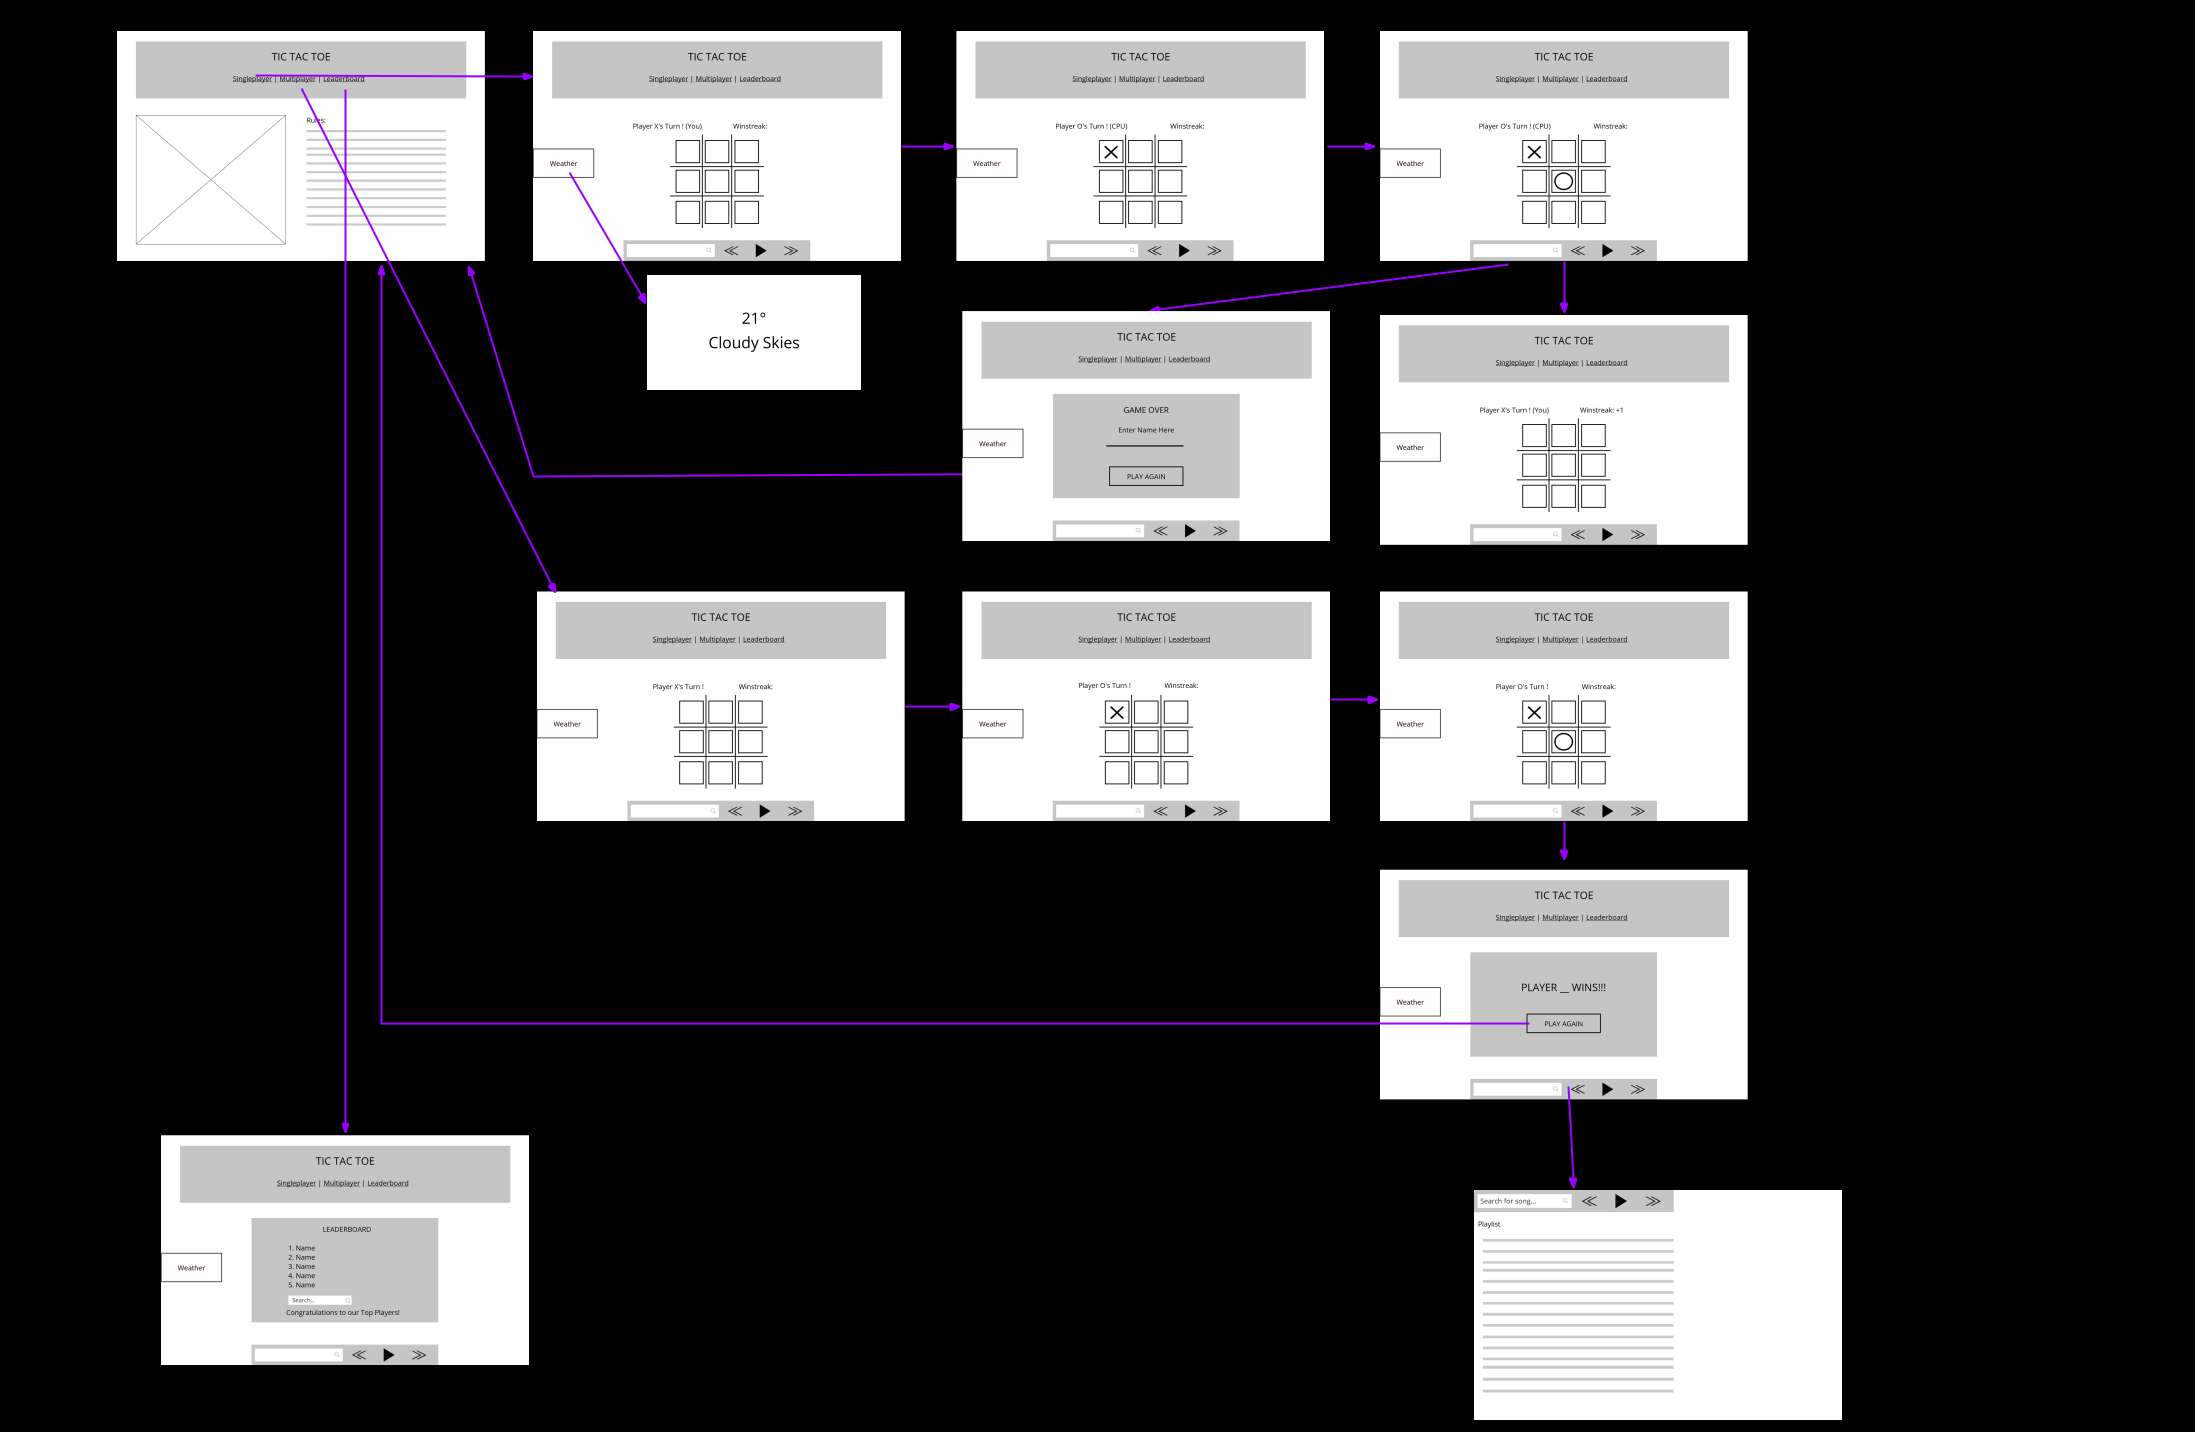 TIC TAC TOE
Singleplayer | Multiplayer | Leaderboard
Rules:
TIC TAC TOE
Singleplayer | Multiplayer | Leaderboard
Player X's Turn ! (You) Winstreak:
Weather
TIC TAC TOE
Singleplayer | Multiplayer | Leaderboard
Player O's Turn ! (CPU) Winstreak:
Weather
TIC TAC TOE
Singleplayer | Multiplayer | Leaderboard
Player O's Turn ! (CPU) Winstreak:
Weather
21°
Cloudy Skies
TIC TAC TOE
Singleplayer | Multiplayer | Leaderboard
GAME OVER
Enter Name Here
Weather
PLAY AGAIN
TIC TAC TOE
Singleplayer | Multiplayer | Leaderboard
Player X's Turn ! (You) Winstreak: +1
Weather
TIC TAC TOE
Singleplayer | Multiplayer | Leaderboard
Player X's Turn ! Winstreak:
Weather
TIC TAC TOE
Singleplayer | Multiplayer | Leaderboard
Player O's Turn ! Winstreak:
Weather
TIC TAC TOE
Singleplayer | Multiplayer | Leaderboard
Player O's Turn ! Winstreak:
Weather
TIC TAC TOE
Singleplayer | Multiplayer | Leaderboard
PLAYER __ WINS!!!
Weather
PLAY AGAIN
TIC TAC TOE
Singleplayer | Multiplayer | Leaderboard
LEADERBOARD
1. Name
2. Name
3. Name
4. Name
5. Name
Weather
Search...
Congratulations to our Top Players!
Search for song...
Playlist